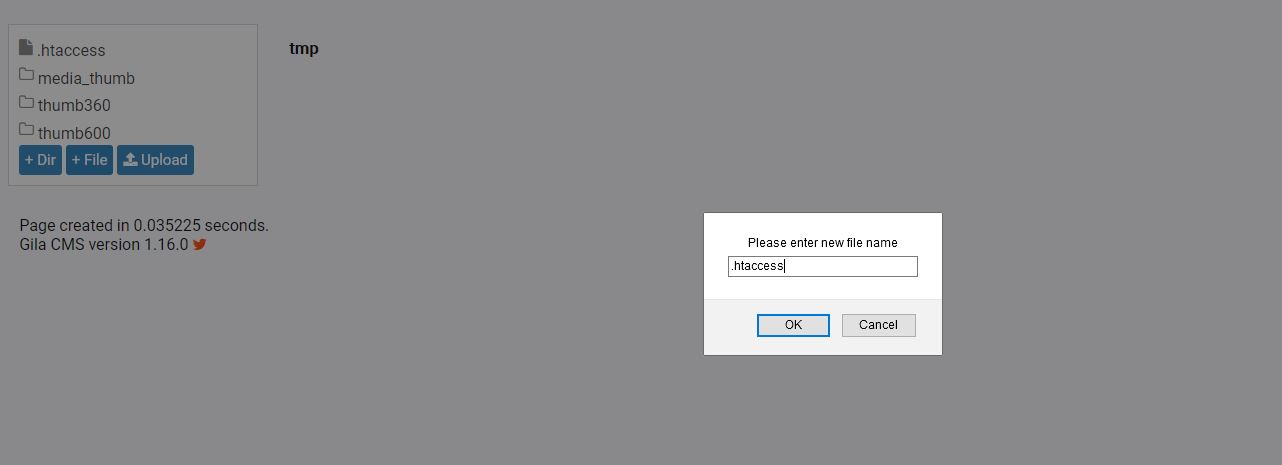 .htaccess
media_thumb
thumb360
thumb600
+ Dir + File Upload
tmp
Page created in 0.035225 seconds.
Gila CMS version 1.16.0
Please enter new file name
.htaccess
OK Cancel